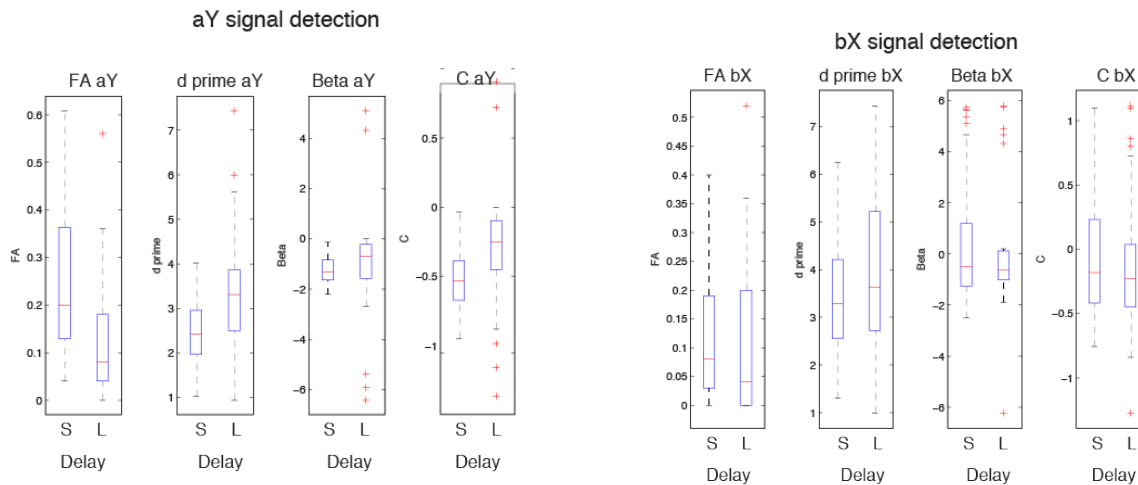 aY signal detection
FA aY
d prime aY
Beta aY
C aY
0.6
0.5
0.4
0.3
0.2
0.1
0
FA
7
6
5
4
3
2
1
d prime
4
2
0
−2
−4
−6
Beta
0.5
0
−0.5
−1
C
S L
S L
S L
S L
Delay
Delay
Delay
Delay
bX signal detection
FA bX
d prime bX
Beta bX
C bX
0.5
0.45
0.4
0.35
0.3
0.25
0.2
0.15
0.1
0.05
0
FA
7
6
5
4
3
2
1
d prime
6
4
2
0
−2
−4
−6
Beta
1
0.5
0
−0.5
−1
C
S L
S L
S L
S L
Delay
Delay
Delay
Delay